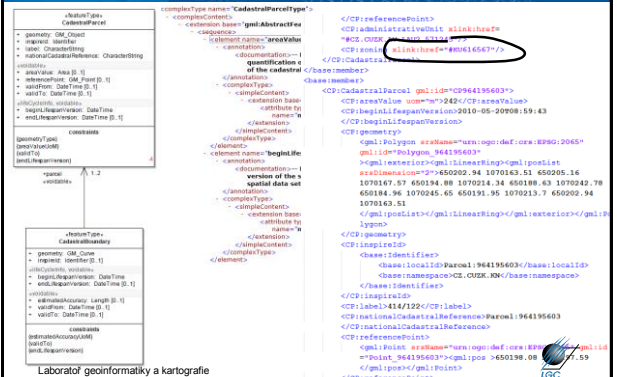 «featureType»
CadastralParcel
+ geometry: GM_Object
+ inspireId: Identifier
+ label: CharacterString
+ nationalCadastralReference: CharacterString
«voidable»
+ areaValue: Area [0..1]
+ referencePoint: GM_Point [0..1]
+ validFrom: DateTime [0..1]
+ validTo: DateTime [0..1]
«lifeCycleInfo, voidable»
+ beginLifespanVersion: DateTime
+ endLifespanVersion: DateTime [0..1]
constraints
{geometryType}
{areaValueUoM}
{validTo}
{endLifespanVersion}
+parcel
«voidable»
1..2
«featureType»
CadastralBoundary
+ geometry: GM_Curve
+ inspireId: Identifier [0..1]
«lifeCycleInfo, voidable»
+ beginLifespanVersion: DateTime
+ endLifespanVersion: DateTime [0..1]
«voidable»
+ estimatedAccuracy: Length [0..1]
+ validFrom: DateTime [0..1]
+ validTo: DateTime [0..1]
constraints
{estimatedAccuracyUoM}
{validTo}
{endLifespanVersion}
Laboratoř geoinformatiky a kartografie
complexType name="CadastralParcelType">
- <complexContent>
- <extension base="gml:AbstractFea
- <sequence>
- <element name="areaValue
- <annotation>
<documentation>--
quantification o
of the cadastral
</annotation>
- <complexType>
- <simpleContent>
- <extension base
<attribute ty
name="n
</extension>
</simpleContent>
</complexType>
</element>
- <element name="beginLife
- <annotation>
<documentation>--
version of the s
spatial data set
</annotation>
- <complexType>
- <simpleContent>
- <extension base
<attribute ty
name="n
</extension>
</simpleContent>
</complexType>
</element>
</CP:referencePoint>
<CP:administrativeUnit xlink:href=
<CP:zoning xlink:href="#KU616567"/>
</base:member>
<base:member>
<CP:CadastralParcel gml:id="CP964195603">
<CP:areaValue uom="m">242</CP:areaValue>
<CP:beginLifespanVersion>2010-05-20T08:59:43
</CP:beginLifespanVersion>
<CP:geometry>
<gml:Polygon srsName="urn:ogc:def:crs:EPSG:2065"
gml:id="Polygon_964195603"
><gml:exterior><gml:LinearRing><gml:posList
srsDimension="2">650202.94 1070163.51 650205.16
1070167.57 650194.88 1070214.34 650188.63 1070242.78
650184.96 1070245.65 650191.95 1070213.7 650202.94
1070163.51
</gml:posList></gml:LinearRing></gml:exterior></gml:Po
lygon>
</CP:geometry>
<CP:inspireId>
<base:Identifier>
<base:localId>Parcel:964195603</base:localId>
<base:namespace>CZ.CUZK.KN</base:namespace>
</base:Identifier>
</CP:inspireId>
<CP:label>414/122</CP:label>
<CP:nationalCadastralReference>Parcel:964195603
</CP:nationalCadastralReference>
<CP:referencePoint>
<gml:Point srsName="urn:ogc:def:crs:EPSG gml:id
="Point_964195603"><gml:pos >650198.08 97.59
</gml:pos></gml:Point>
LGC